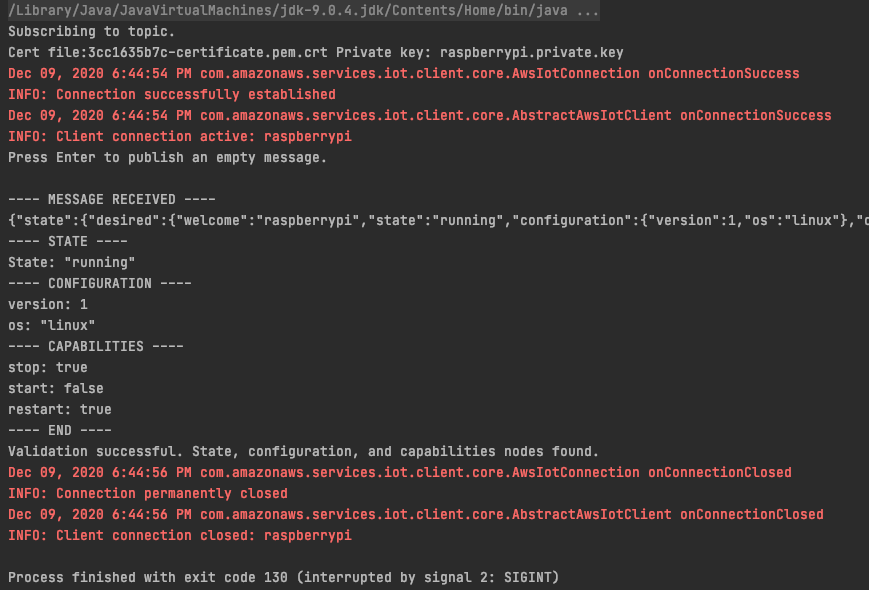 /Library/Java/JavaVirtualMachines/jdk-9.0.4.jdk/Contents/Home/bin/java ...
Subscribing to topic.
Cert file:3cc1635b7c-certificate.pem.crt Private key: raspberrypi.private.key
Dec 09, 2020 6:44:54 PM com.amazonaws.services.iot.client.core.AwsIotConnection onConnectionSuccess
INFO: Connection successfully established
Dec 09, 2020 6:44:54 PM com.amazonaws.services.iot.client.core.AbstractAwsIotClient onConnectionSuccess
INFO: Client connection active: raspberrypi
Press Enter to publish an empty message.
---- MESSAGE RECEIVED ----
{"state":{"desired":{"welcome":"raspberrypi","state":"running","configuration":{"version":1,"os":"linux"},"c
---- STATE ----
State: "running"
---- CONFIGURATION ----
version: 1
os: "linux"
---- CAPABILITIES ----
stop: true
start: false
restart: true
---- END ----
Validation successful. State, configuration, and capabilities nodes found.
Dec 09, 2020 6:44:56 PM com.amazonaws.services.iot.client.core.AwsIotConnection onConnectionClosed
INFO: Connection permanently closed
Dec 09, 2020 6:44:56 PM com.amazonaws.services.iot.client.core.AbstractAwsIotClient onConnectionClosed
INFO: Client connection closed: raspberrypi
Process finished with exit code 130 (interrupted by signal 2: SIGINT)